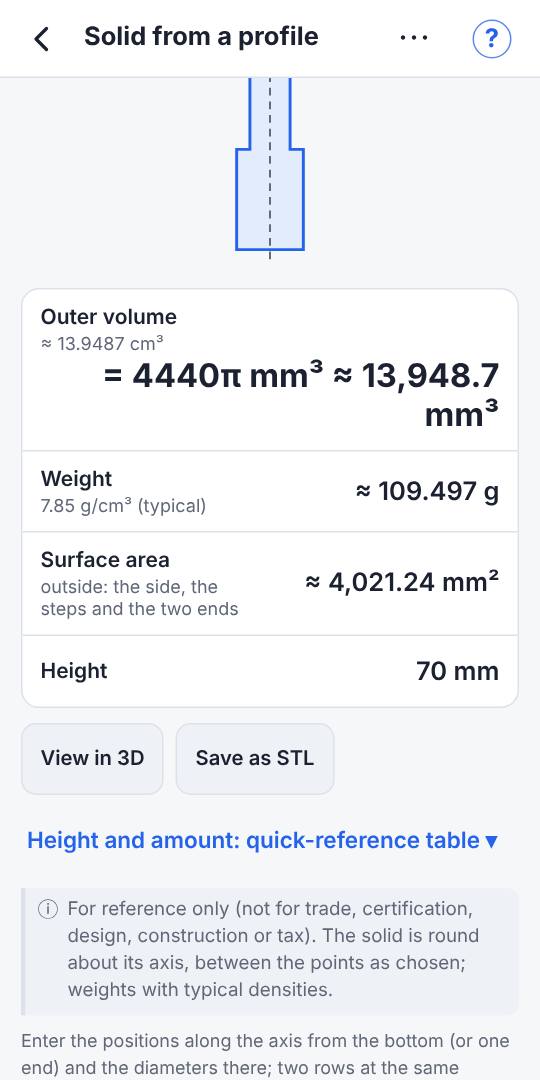 Solid from a profile
?
Outer volume
≈ 13.9487 cm³
= 4440π mm³ ≈ 13,948.7
mm³
Weight
7.85 g/cm³ (typical)
≈ 109.497 g
Surface area
outside: the side, the
steps and the two ends
≈ 4,021.24 mm²
Height
70 mm
View in 3D
Save as STL
Height and amount: quick-reference table ▾
ⓘ For reference only (not for trade, certification,
design, construction or tax). The solid is round
about its axis, between the points as chosen;
weights with typical densities.
Enter the positions along the axis from the bottom (or one
end) and the diameters there; two rows at the same